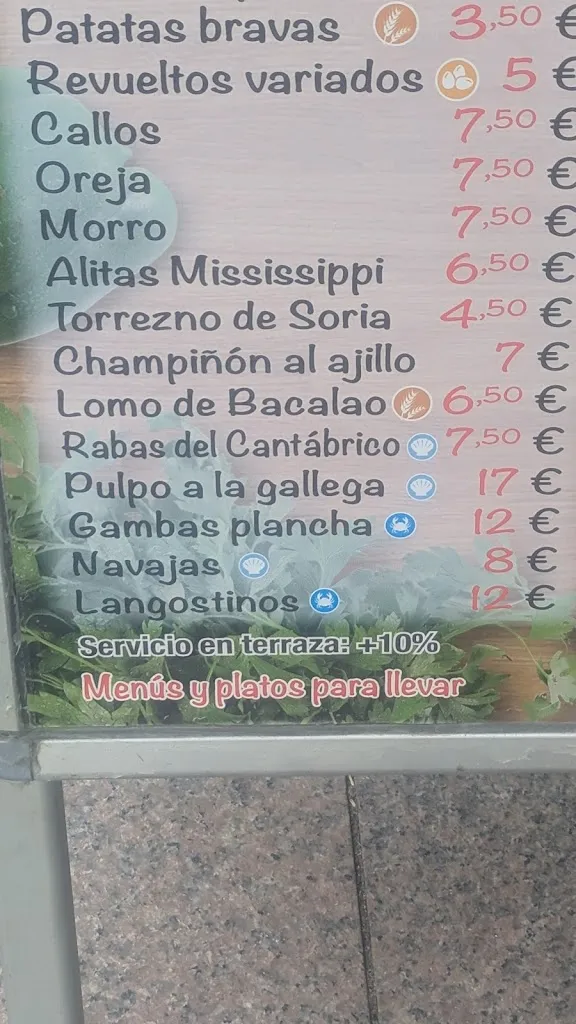 Patatas bravas 3,50 €
Revueltos variados 5 €
Callos 7,50 €
Oreja 7,50 €
Morro 7,50 €
Alitas Mississippi 6,50 €
Torrezno de Soria 4,50 €
Champiñón al ajillo 7 €
Lomo de Bacalao 6,50 €
Rabas del Cantábrico 7,50 €
Pulpo a la gallega 17 €
Gambas plancha 12 €
Navajas 8 €
Langostinos 12 €
Servicio en terraza: +10%
Menús y platos para llevar